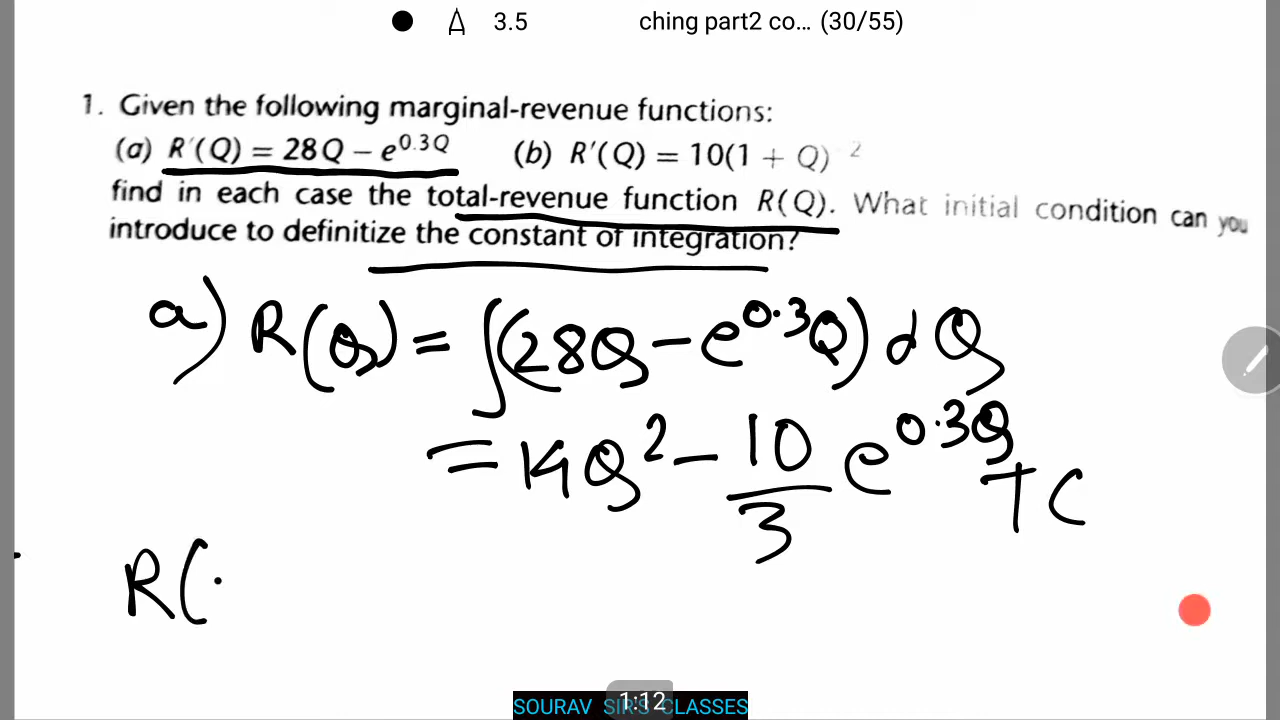 3.5 ching part2 co... (30/55)
1. Given the following marginal-revenue functions:
(a) R′(Q) = 28Q − e^0.3Q (b) R′(Q) = 10(1 + Q) 2
find in each case the total-revenue function R(Q). What initial condition can you
introduce to definitize the constant of integration?
a) R(Q) = ∫(28Q − e^0.3Q) dQ
= 14Q² − 10/3 e^0.3Q + C
R(
1:12
SOURAV SIR'S CLASSES